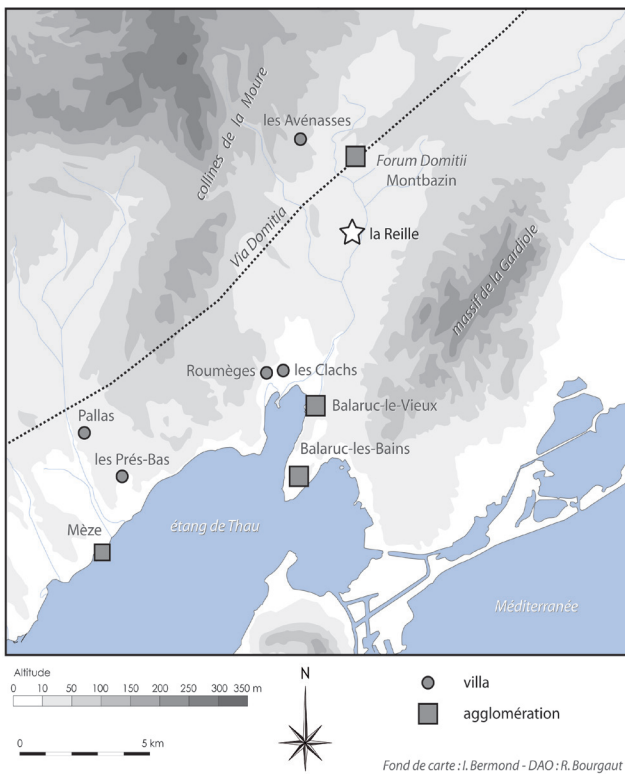 les Avénasses
collines de la Moure
Forum Domitii
Montbazin
Via Domitia
la Reille
massif de la Gardiole
Roumèges
les Clachs
Balaruc-le-Vieux
Pallas
Balaruc-les-Bains
les Prés-Bas
Mèze
étang de Thau
Méditerranée
Altitude
0 10 50 100 150 200 250 300 350 m
0 5 km
N
villa
agglomération
Fond de carte : I. Bermond - DAO : R. Bourgaut